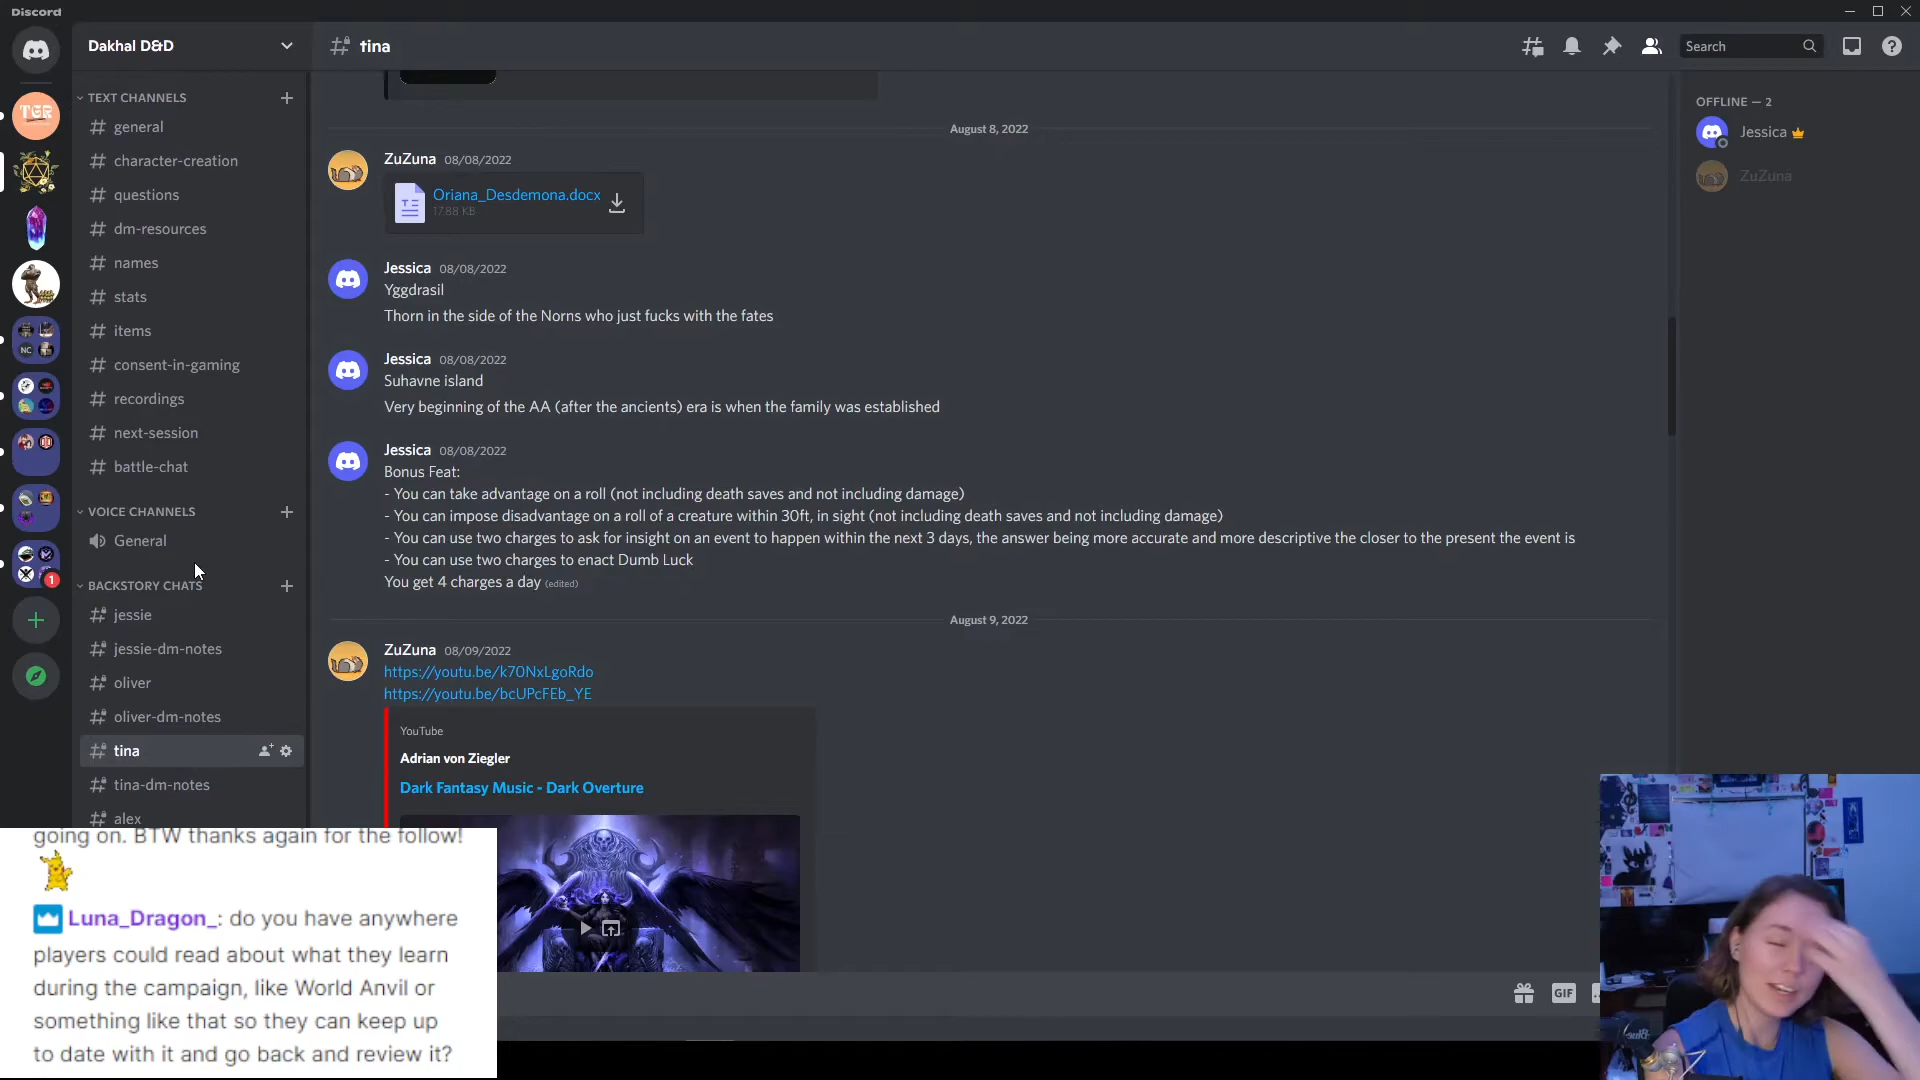 Discord
Dakhal D&D
tina
Search
TEXT CHANNELS
general
character-creation
questions
dm-resources
names
stats
items
consent-in-gaming
recordings
next-session
battle-chat
VOICE CHANNELS
General
BACKSTORY CHATS
jessie
jessie-dm-notes
oliver
oliver-dm-notes
tina
tina-dm-notes
alex
TGR
NC
1
August 8, 2022
ZuZuna 08/08/2022
Oriana_Desdemona.docx
17.88 KB
Jessica 08/08/2022
Yggdrasil
Thorn in the side of the Norns who just fucks with the fates
Jessica 08/08/2022
Suhavne island
Very beginning of the AA (after the ancients) era is when the family was established
Jessica 08/08/2022
Bonus Feat:
- You can take advantage on a roll (not including death saves and not including damage)
- You can impose disadvantage on a roll of a creature within 30ft, in sight (not including death saves and not including damage)
- You can use two charges to ask for insight on an event to happen within the next 3 days, the answer being more accurate and more descriptive the closer to the present the event is
- You can use two charges to enact Dumb Luck
You get 4 charges a day (edited)
August 9, 2022
ZuZuna 08/09/2022
https://youtu.be/k70NxLgoRdo
https://youtu.be/bcUPcFEb_YE
YouTube
Adrian von Ziegler
Dark Fantasy Music - Dark Overture
GIF
OFFLINE — 2
Jessica
ZuZuna
going on. BTW thanks again for the follow!
Luna_Dragon_: do you have anywhere
players could read about what they learn
during the campaign, like World Anvil or
something like that so they can keep up
to date with it and go back and review it?